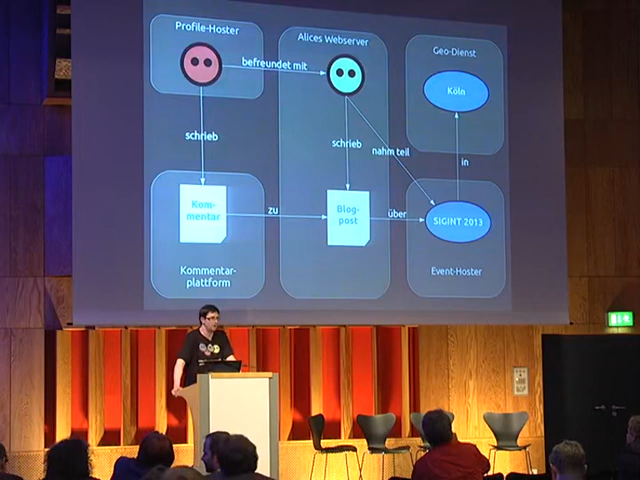 Profile-Hoster
Alices Webserver
Geo-Dienst
befreundet mit
Köln
schrieb
schrieb
nahm teil
in
Kom-
mentar
zu
Blog-
post
über
SIGINT 2013
Kommentar-
plattform
Event-Hoster